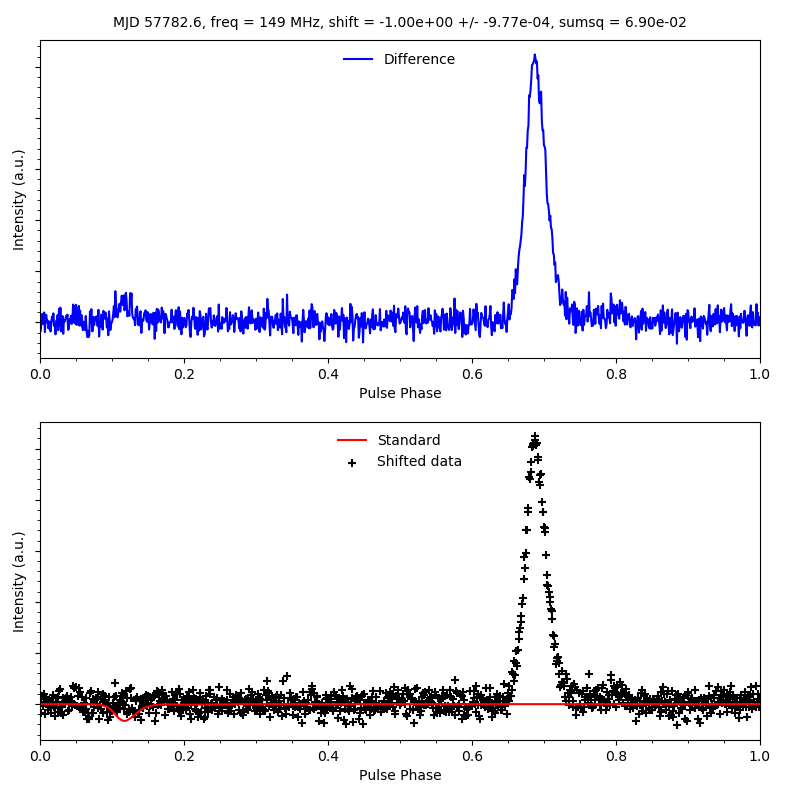 MJD 57782.6, freq = 149 MHz, shift = -1.00e+00 +/- -9.77e-04, sumsq = 6.90e-02
Difference
Intensity (a.u.)
0.0 0.2 0.4 0.6 0.8 1.0
Pulse Phase
Standard
Shifted data
Intensity (a.u.)
0.0 0.2 0.4 0.6 0.8 1.0
Pulse Phase